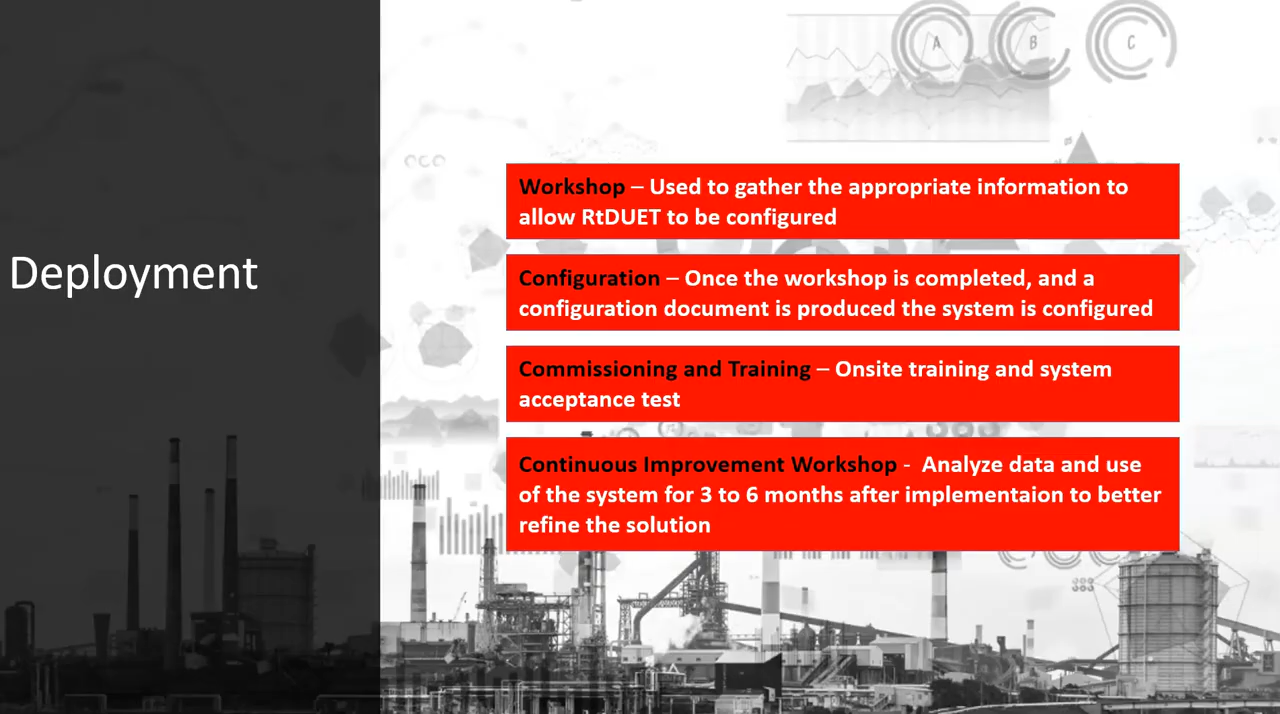 A B C
Workshop – Used to gather the appropriate information to
allow RtDUET to be configured
Deployment
Configuration – Once the workshop is completed, and a
configuration document is produced the system is configured
Commissioning and Training – Onsite training and system
acceptance test
Continuous Improvement Workshop - Analyze data and use
of the system for 3 to 6 months after implementaion to better
refine the solution